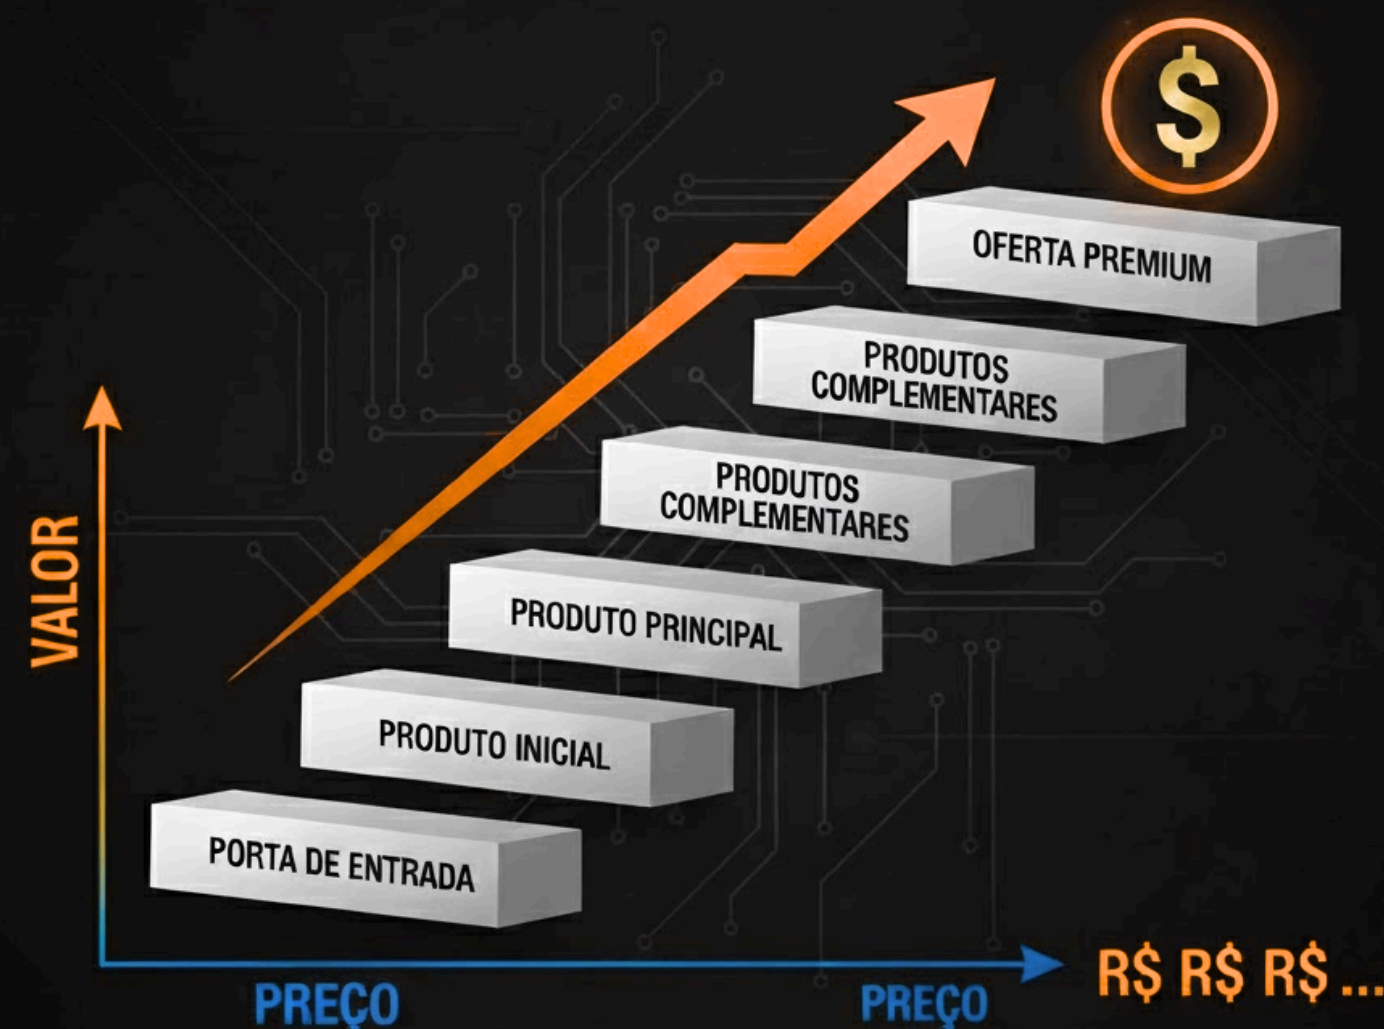 $
OFERTA PREMIUM
PRODUTOS
COMPLEMENTARES
PRODUTOS
COMPLEMENTARES
PRODUTO PRINCIPAL
PRODUTO INICIAL
PORTA DE ENTRADA
VALOR
PREÇO
PREÇO
R$ R$ R$ ...